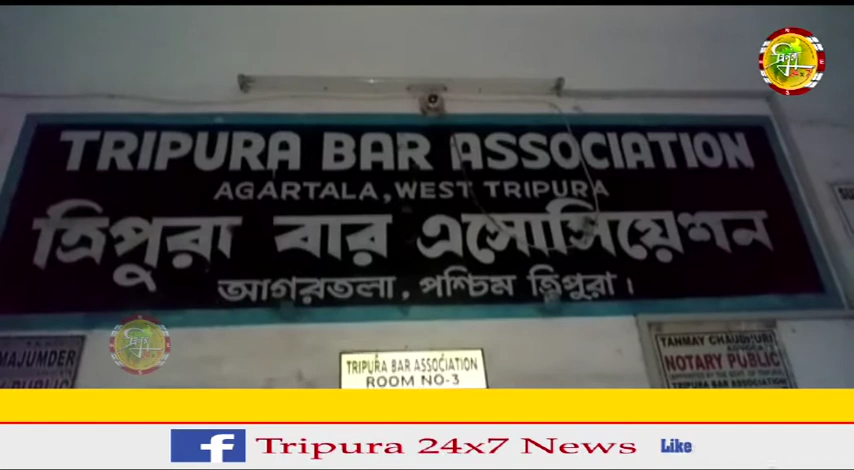 TRIPURA BAR ASSOCIATION
AGARTALA, WEST TRIPURA
ত্রিপুরা বার এসোসিয়েশন
আগরতলা, পশ্চিম ত্রিপুরা।
MAJUMDER
TRIPURA BAR ASSOCIATION
ROOM NO-3
TANMAY CHAUDHURI
NOTARY PUBLIC
TRIPURA BAR ASSOCIATION
f Tripura 24x7 News Like